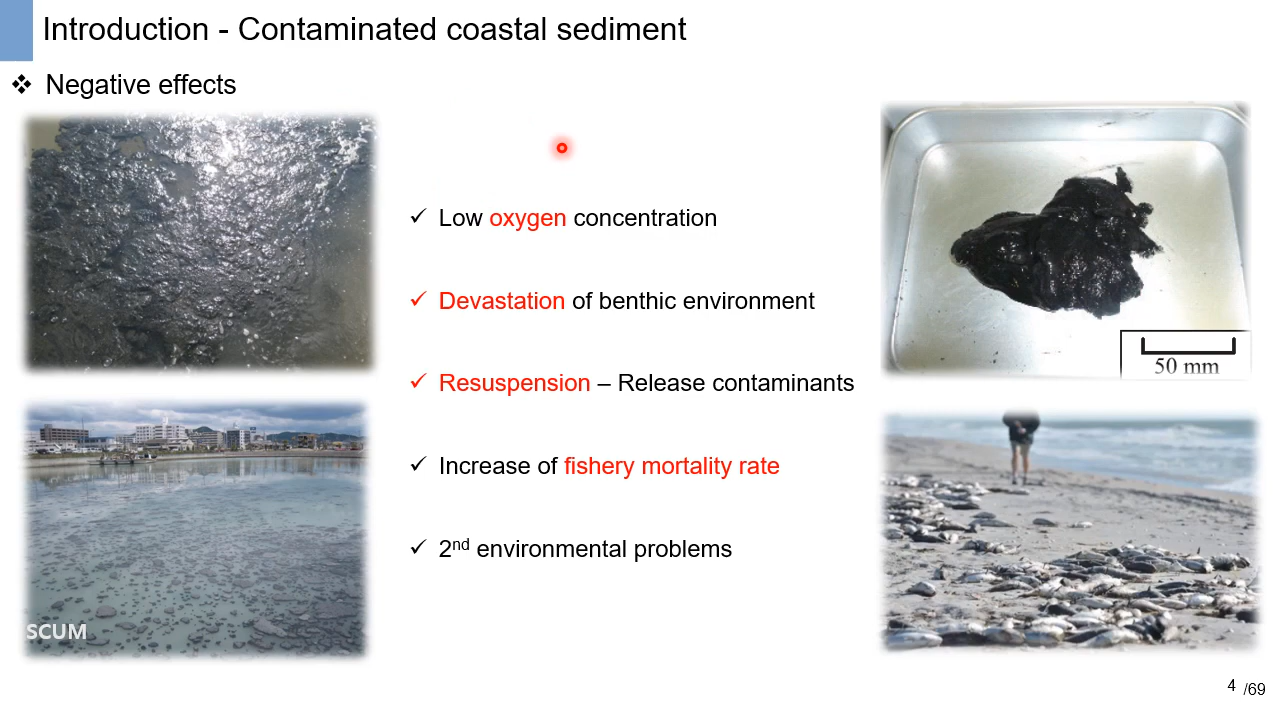 Introduction - Contaminated coastal sediment
❖ Negative effects
✓ Low oxygen concentration
✓ Devastation of benthic environment
✓ Resuspension – Release contaminants
✓ Increase of fishery mortality rate
✓ 2nd environmental problems
50 mm
SCUM
4 /69